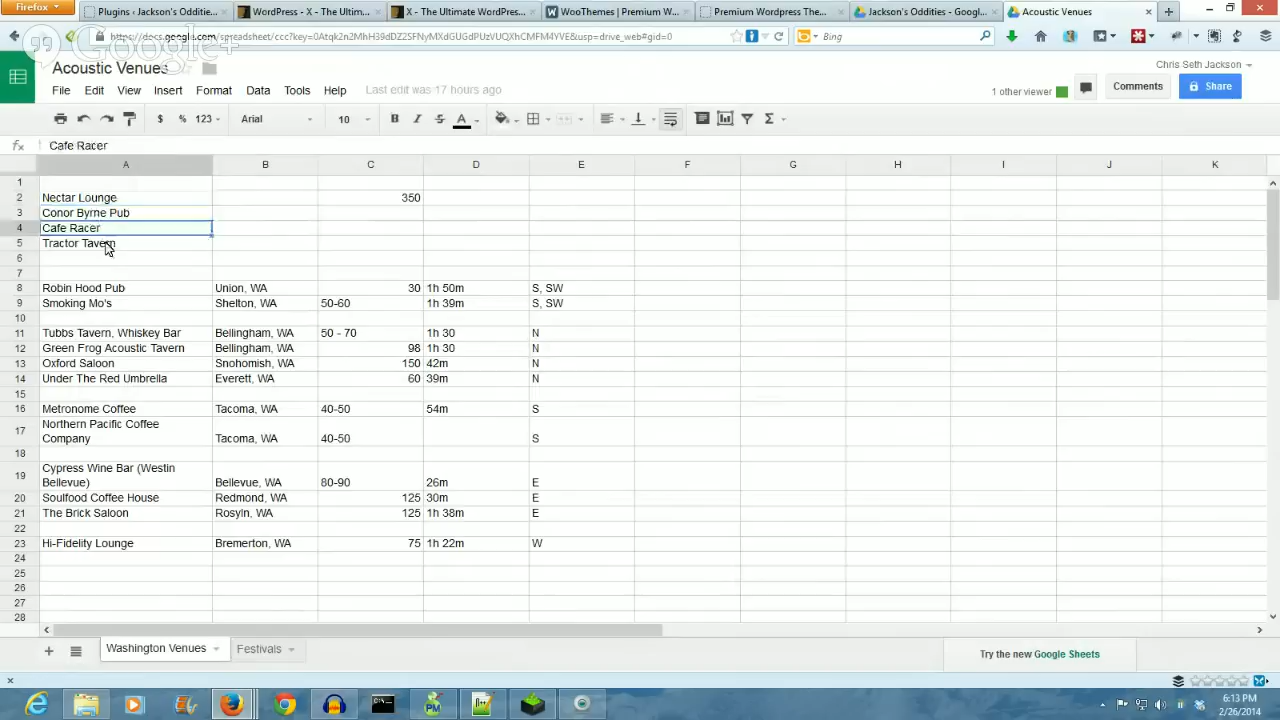 Firefox
Plugins ‹ Jackson's Oddities...
WordPress - X - The Ultim...
X - The Ultim
WooThemes | Premium W...
Premium Wordpress The...
Jackson's Oddities - Googl...
Acoustic Venues
https://docs.google.com/spreadsheet/ccc?key=0Atqk2n2MhH39dDZ2SFNyMXdGUGdPUzVUQXhCMFM4YVE&usp=drive_web#gid=0
Bing
Google+
Acoustic Venues
Chris Seth Jackson
File Edit View Insert Format Data Tools Help
Last edit was 17 hours ago
1 other viewer
Comments
Share
$ % 123
Arial
10
B I S A
fx Cafe Racer
A B C D E F G H I J K
1
2 Nectar Lounge 350
3 Conor Byrne Pub
4 Cafe Racer
5 Tractor Tavern
6
7
8 Robin Hood Pub Union, WA 30 1h 50m S, SW
9 Smoking Mo's Shelton, WA 50-60 1h 39m S, SW
10
11 Tubbs Tavern, Whiskey Bar Bellingham, WA 50 - 70 1h 30 N
12 Green Frog Acoustic Tavern Bellingham, WA 98 1h 30 N
13 Oxford Saloon Snohomish, WA 150 42m N
14 Under The Red Umbrella Everett, WA 60 39m N
15
16 Metronome Coffee Tacoma, WA 40-50 54m S
Northern Pacific Coffee
17 Company Tacoma, WA 40-50 S
18
Cypress Wine Bar (Westin
19 Bellevue) Bellevue, WA 80-90 26m E
20 Soulfood Coffee House Redmond, WA 125 30m E
21 The Brick Saloon Rosyln, WA 125 1h 38m E
22
23 Hi-Fidelity Lounge Bremerton, WA 75 1h 22m W
24
25
26
27
28
Washington Venues
Festivals
Try the new Google Sheets
6:13 PM
2/26/2014